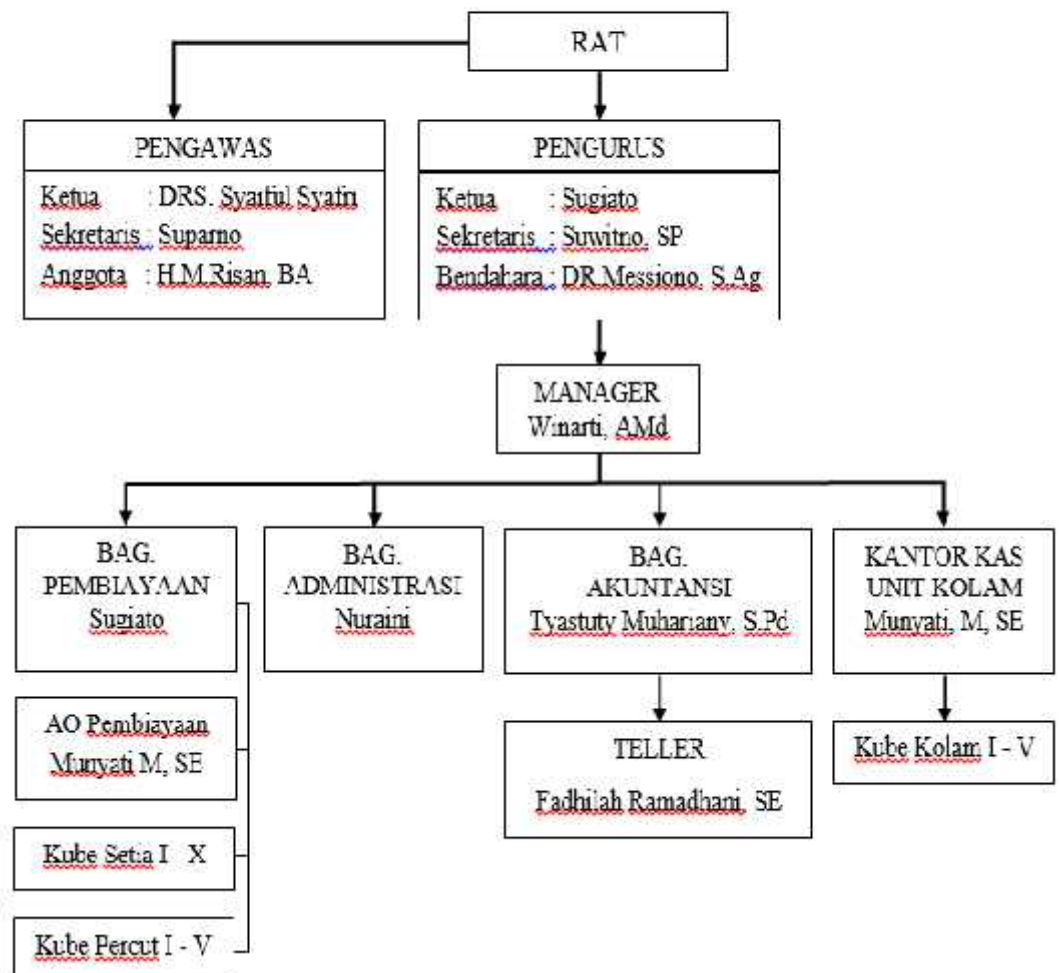 RAT
PENGAWAS
Ketua : DRS. Syaiful Syafri
Sekretaris : Suparno
Anggota : H.M.Risan, BA
PENGURUS
Ketua : Sugiato
Sekretaris : Suwitno, SP
Bendahara : DR.Messiono, S.Ag
MANAGER
Winarti, AMd
BAG.
PEMBIAYAAN
Sugiato
BAG.
ADMINISTRASI
Nuraini
BAG.
AKUNTANSI
Tyastuty Muhariany, S.Pd
KANTOR KAS
UNIT KOLAM
Munyati, M, SE
AO Pembiayaan
Munyati M, SE
TELLER
Fadhilah Ramadhani, SE
Kube Kolam I - V
Kube Setia I - X
Kube Percut I - V